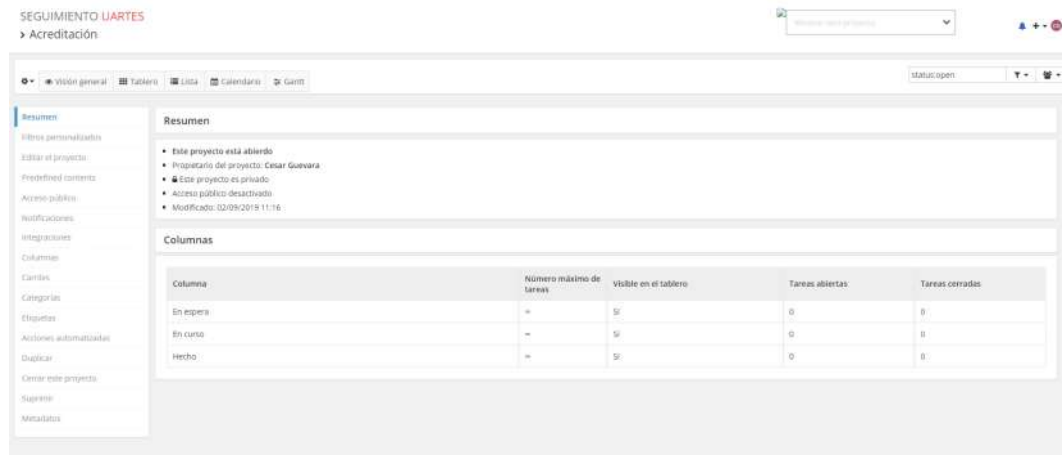 SEGUIMIENTO UARTES
› Acreditación
Visión general Tablero Lista Calendario Gantt
status:open
Resumen
Filtros personalizados
Editar el proyecto
Predefined contents
Acceso público
Notificaciones
Integraciones
Columnas
Carriles
Categorías
Etiquetas
Acciones automatizadas
Duplicar
Cerrar este proyecto
Suprimir
Metadatos
Resumen
Este proyecto está abierdo
Propietario del proyecto: Cesar Guevara
Este proyecto es privado
Acceso público desactivado
Modificado: 02/09/2019 11:16
Columnas
Columna Número máximo de tareas Visible en el tablero Tareas abiertas Tareas cerradas
En espera ∞ Sí 0 0
En curso ∞ Sí 0 0
Hecho ∞ Sí 0 0